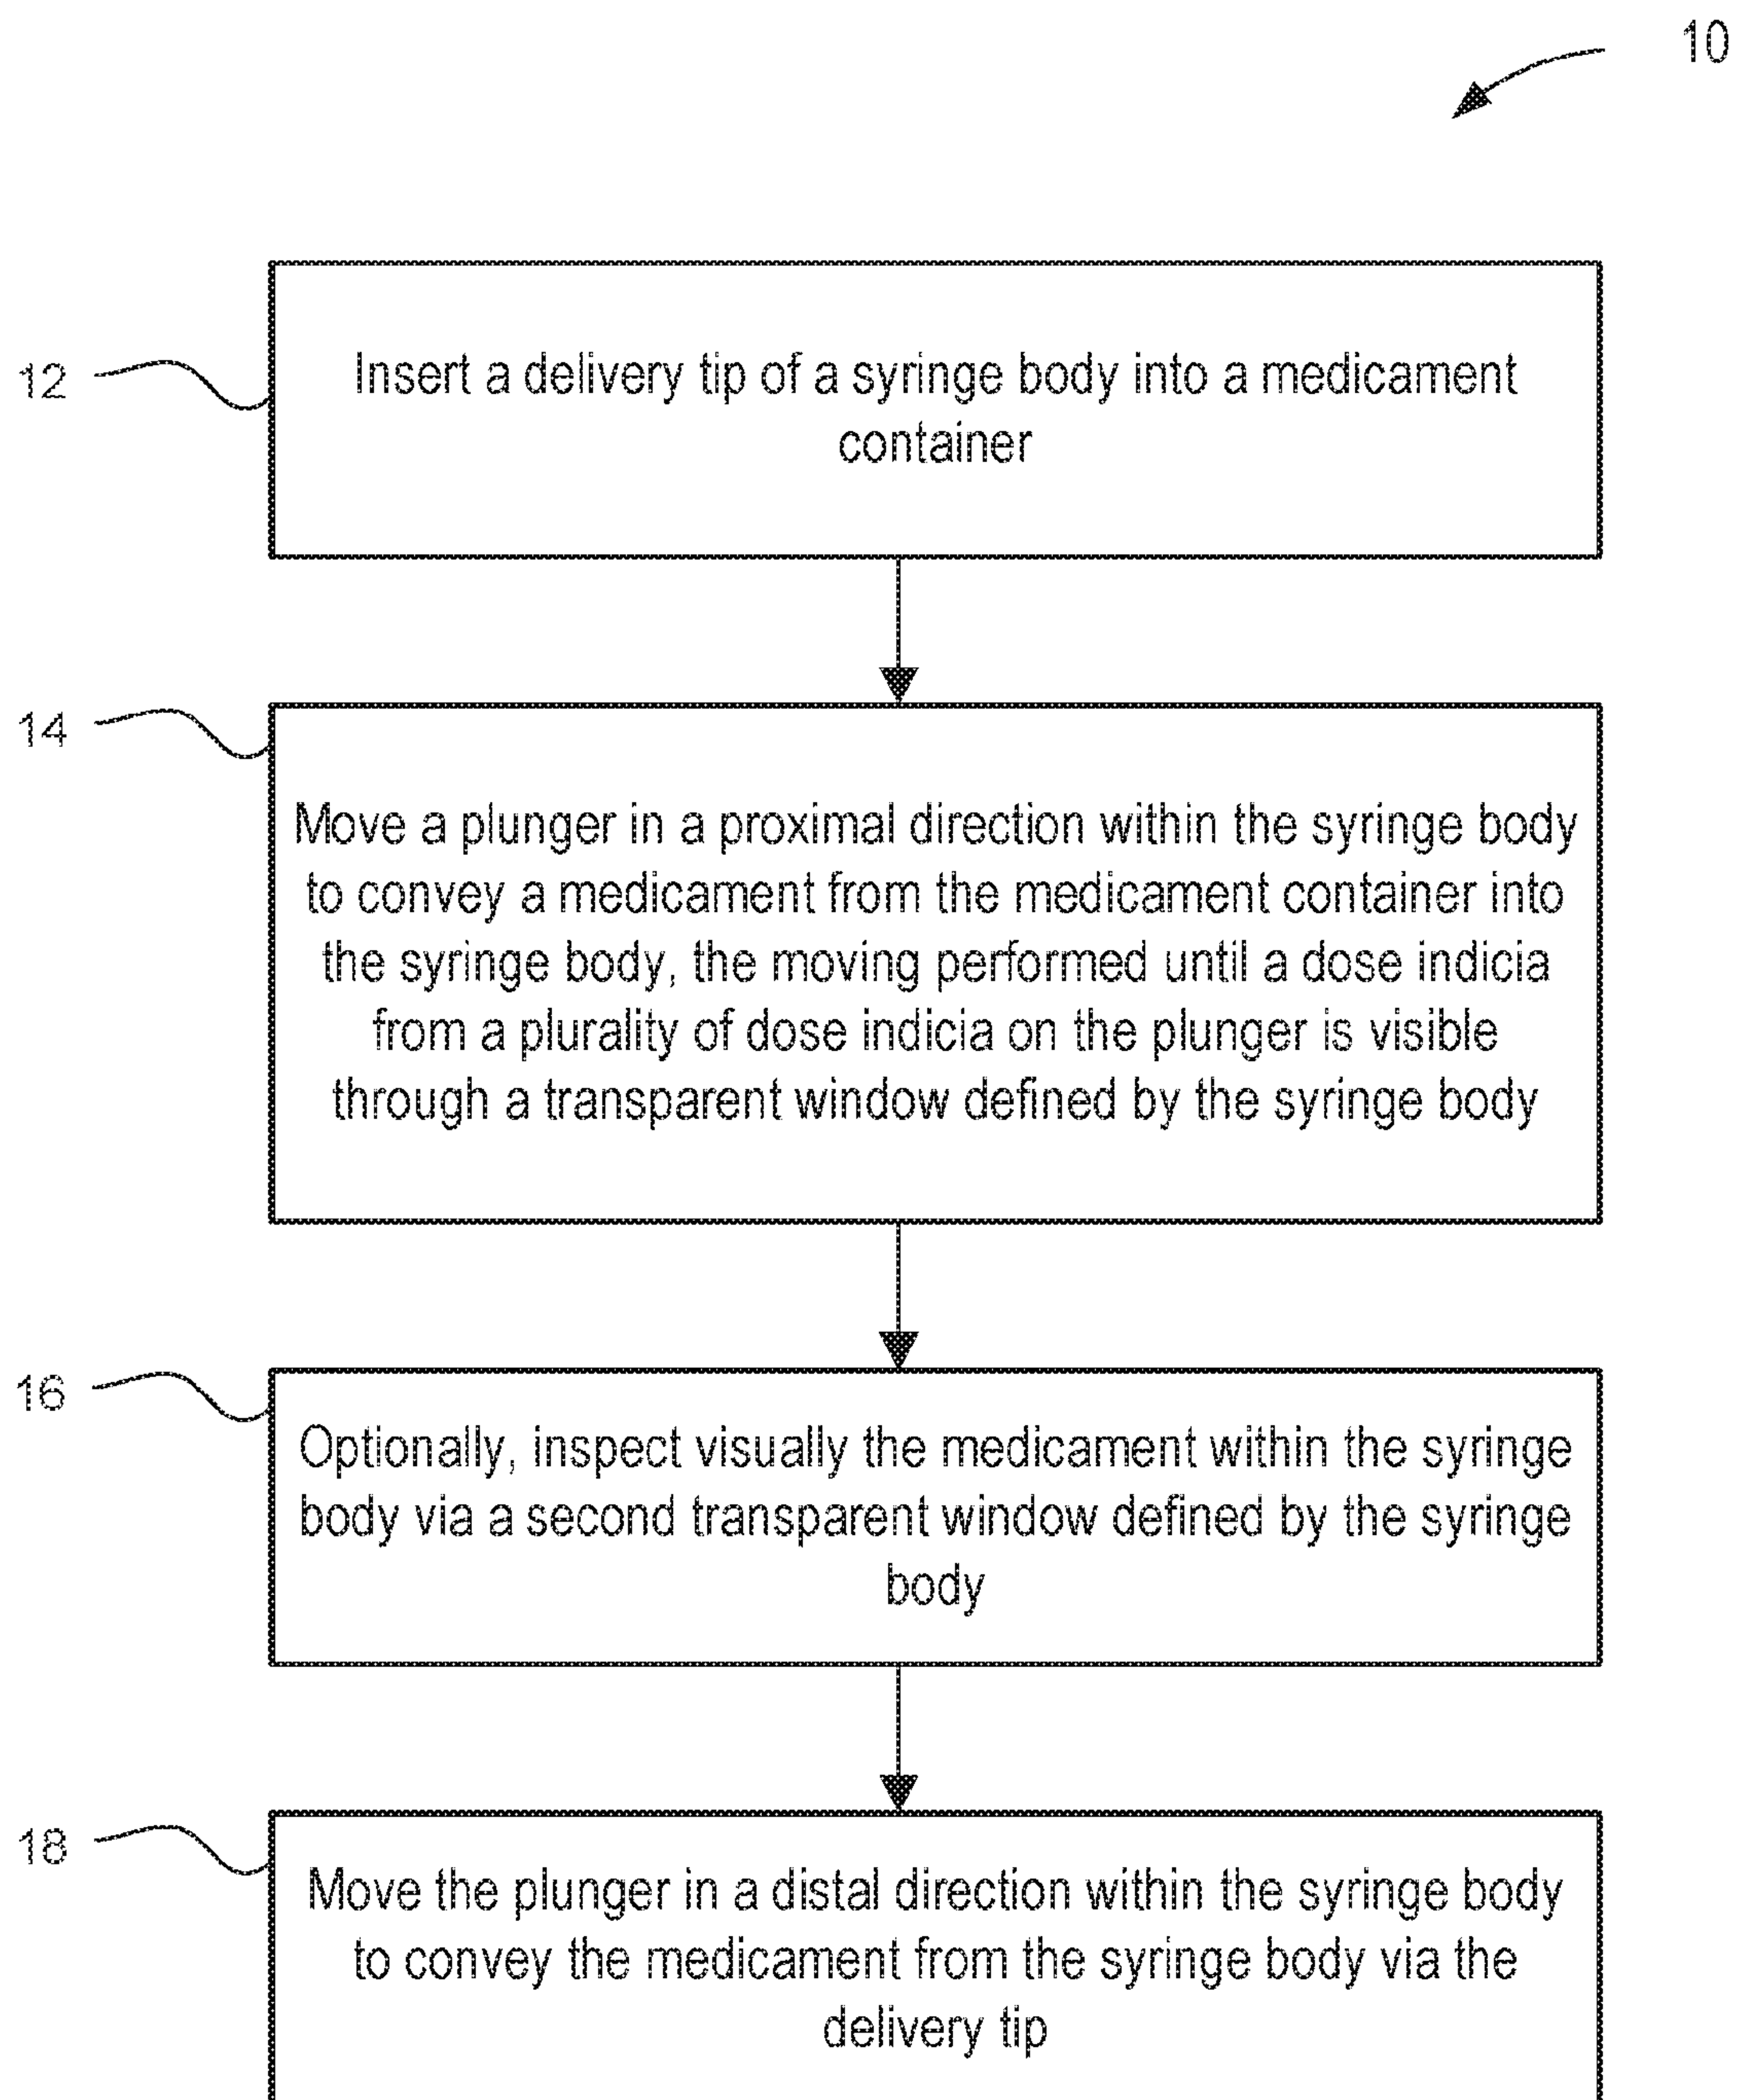 10
12
Insert a delivery tip of a syringe body into a medicament
container
14
Move a plunger in a proximal direction within the syringe body
to convey a medicament from the medicament container into
the syringe body, the moving performed until a dose indicia
from a plurality of dose indicia on the plunger is visible
through a transparent window defined by the syringe body
16
Optionally, inspect visually the medicament within the syringe
body via a second transparent window defined by the syringe
body
18
Move the plunger in a distal direction within the syringe body
to convey the medicament from the syringe body via the
delivery tip